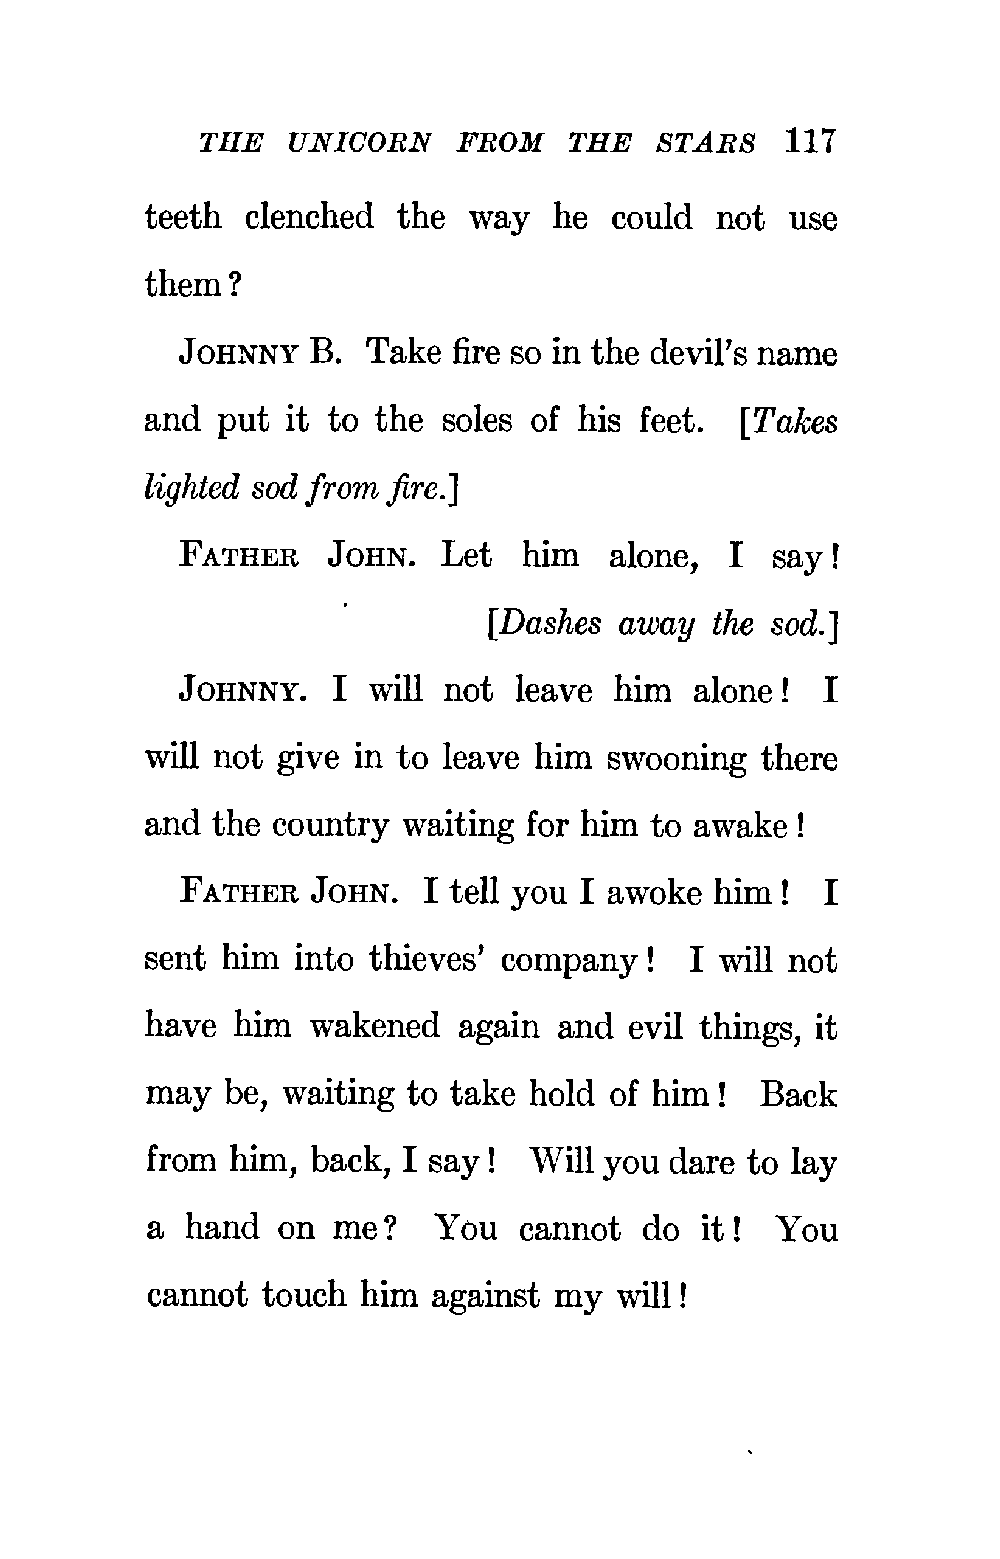 THE UNICORN FROM THE STARS 117
teeth clenched the way he could not use
them?
JOHNNY B. Take fire so in the devil's name
and put it to the soles of his feet. [Takes
lighted sod from fire.]
FATHER JOHN. Let him alone, I say!
[Dashes away the sod.]
JOHNNY. I will not leave him alone! I
will not give in to leave him swooning there
and the country waiting for him to awake!
FATHER JOHN. I tell you I awoke him! I
sent him into thieves' company! I will not
have him wakened again and evil things, it
may be, waiting to take hold of him! Back
from him, back, I say! Will you dare to lay
a hand on me? You cannot do it! You
cannot touch him against my will!